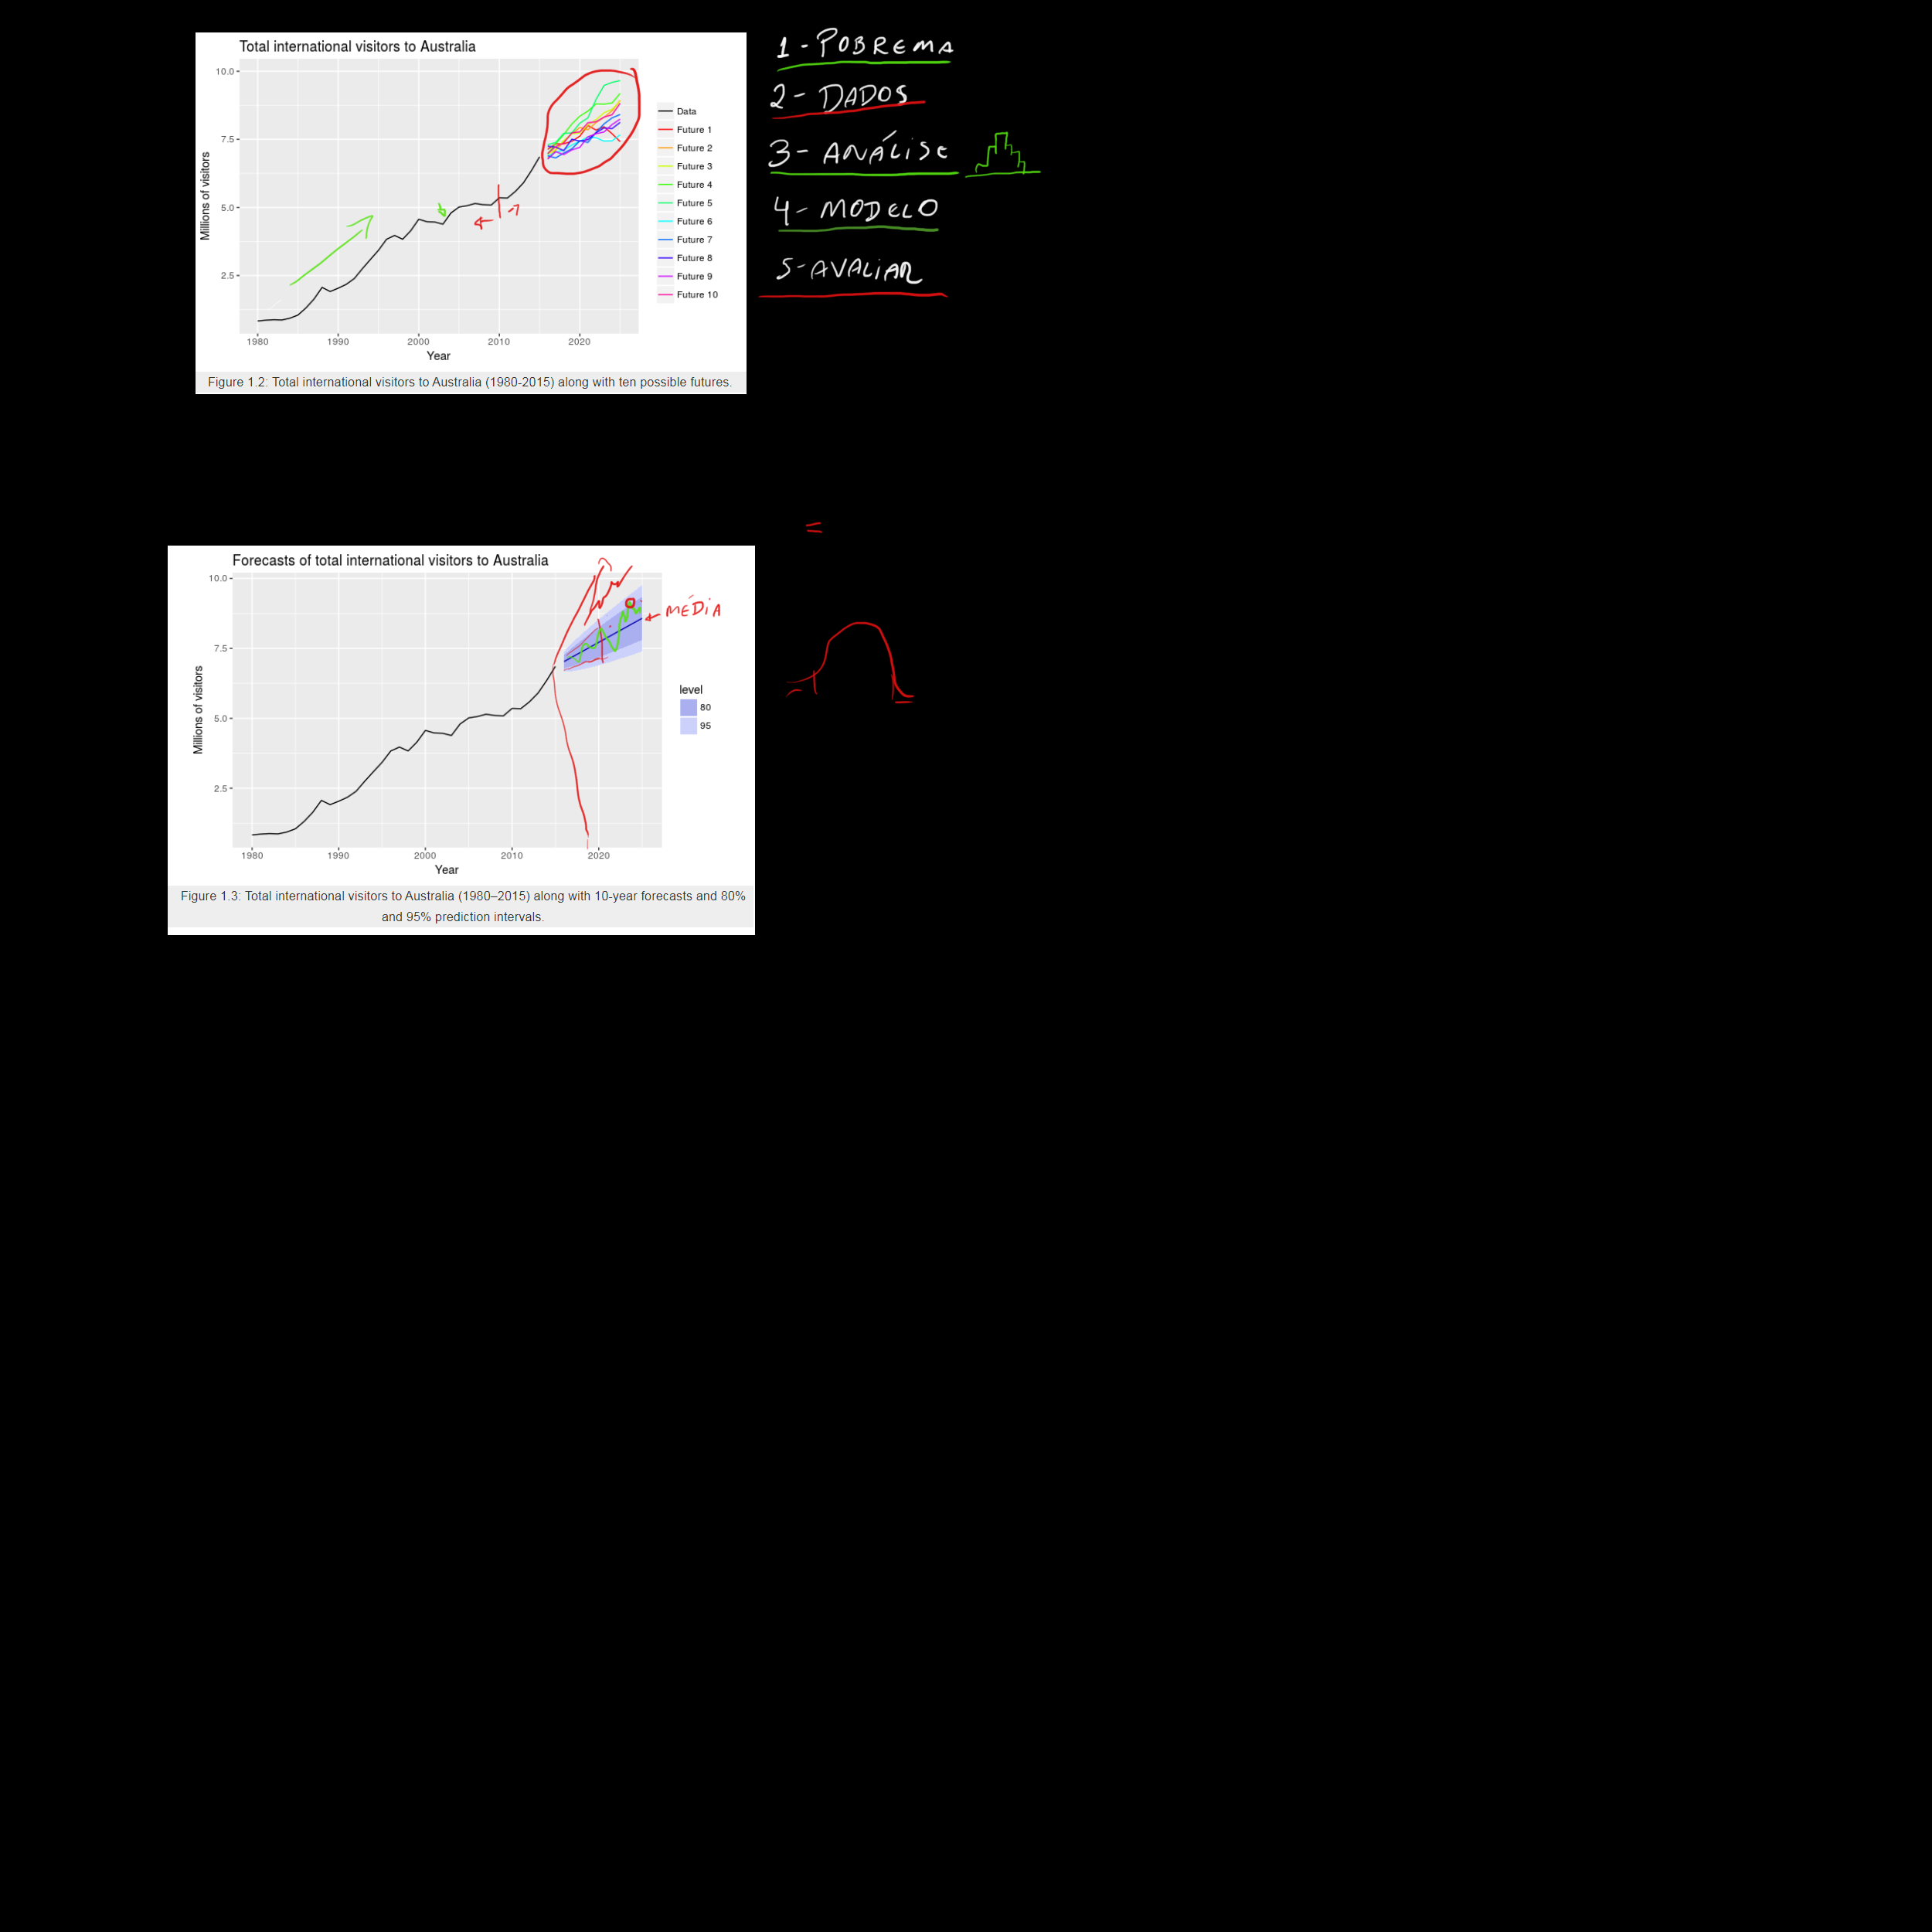 Total international visitors to Australia
10.0
7.5
5.0
2.5
Millions of visitors
1980 1990 2000 2010 2020
Year
Data
Future 1
Future 2
Future 3
Future 4
Future 5
Future 6
Future 7
Future 8
Future 9
Future 10
Figure 1.2: Total international visitors to Australia (1980-2015) along with ten possible futures.
1 - POBREMA
2 - DADOS
3 - ANÁLISE
4 - MODELO
5 - AVALIAR
=
Forecasts of total international visitors to Australia
10.0
7.5
5.0
2.5
Millions of visitors
1980 1990 2000 2010 2020
Year
MÉDIA
level
80
95
Figure 1.3: Total international visitors to Australia (1980–2015) along with 10-year forecasts and 80%
and 95% prediction intervals.